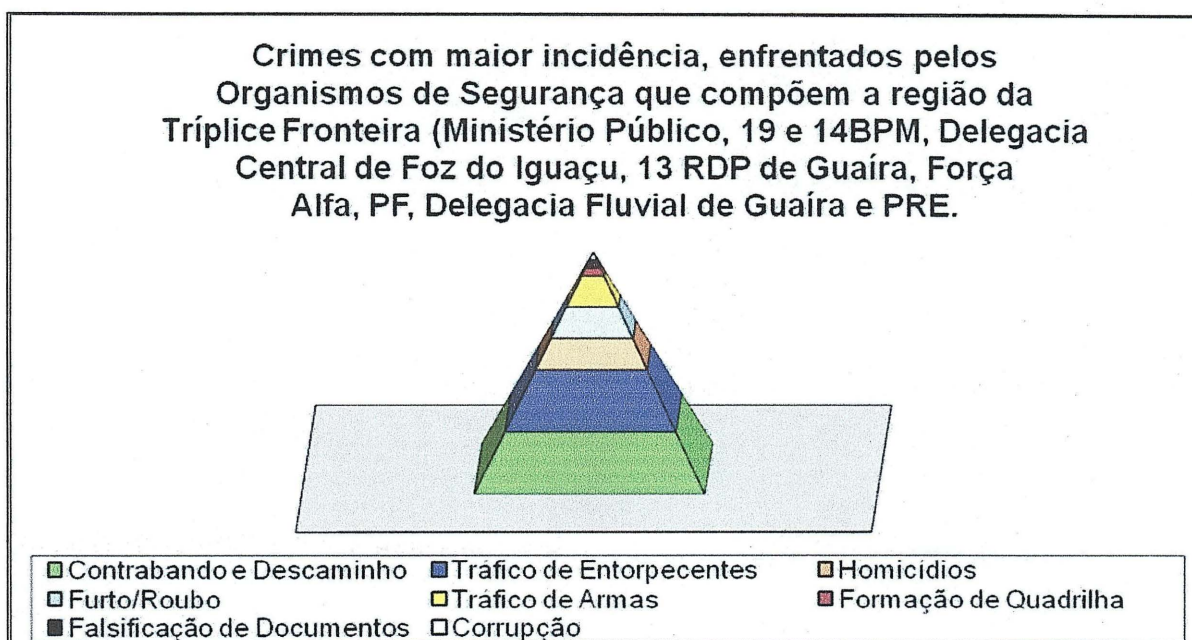 Crimes com maior incidência, enfrentados pelos
Organismos de Segurança que compõem a região da
Tríplice Fronteira (Ministério Público, 19 e 14BPM, Delegacia
Central de Foz do Iguaçu, 13 RDP de Guaíra, Força
Alfa, PF, Delegacia Fluvial de Guaíra e PRE.
Contrabando e Descaminho Tráfico de Entorpecentes Homicídios
Furto/Roubo Tráfico de Armas Formação de Quadrilha
Falsificação de Documentos Corrupção